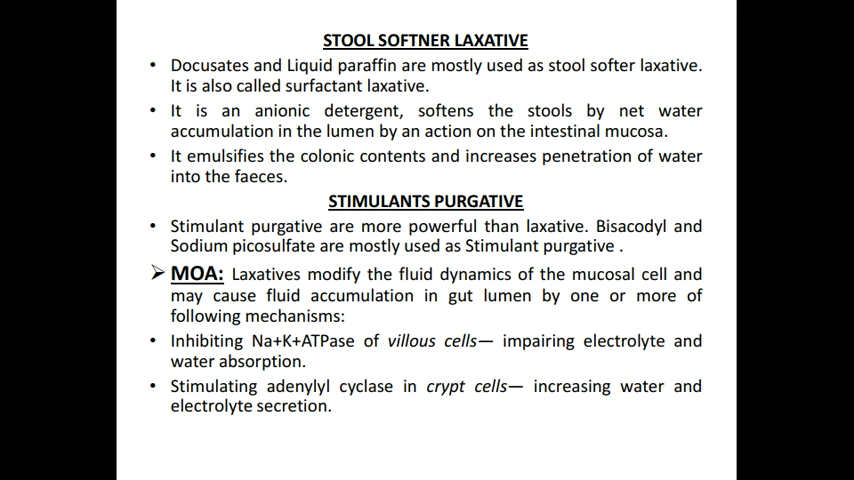 STOOL SOFTNER LAXATIVE
• Docusates and Liquid paraffin are mostly used as stool softer laxative.
It is also called surfactant laxative.
• It is an anionic detergent, softens the stools by net water
accumulation in the lumen by an action on the intestinal mucosa.
• It emulsifies the colonic contents and increases penetration of water
into the faeces.
STIMULANTS PURGATIVE
• Stimulant purgative are more powerful than laxative. Bisacodyl and
Sodium picosulfate are mostly used as Stimulant purgative .
➢ MOA: Laxatives modify the fluid dynamics of the mucosal cell and
may cause fluid accumulation in gut lumen by one or more of
following mechanisms:
• Inhibiting Na+K+ATPase of villous cells— impairing electrolyte and
water absorption.
• Stimulating adenylyl cyclase in crypt cells— increasing water and
electrolyte secretion.